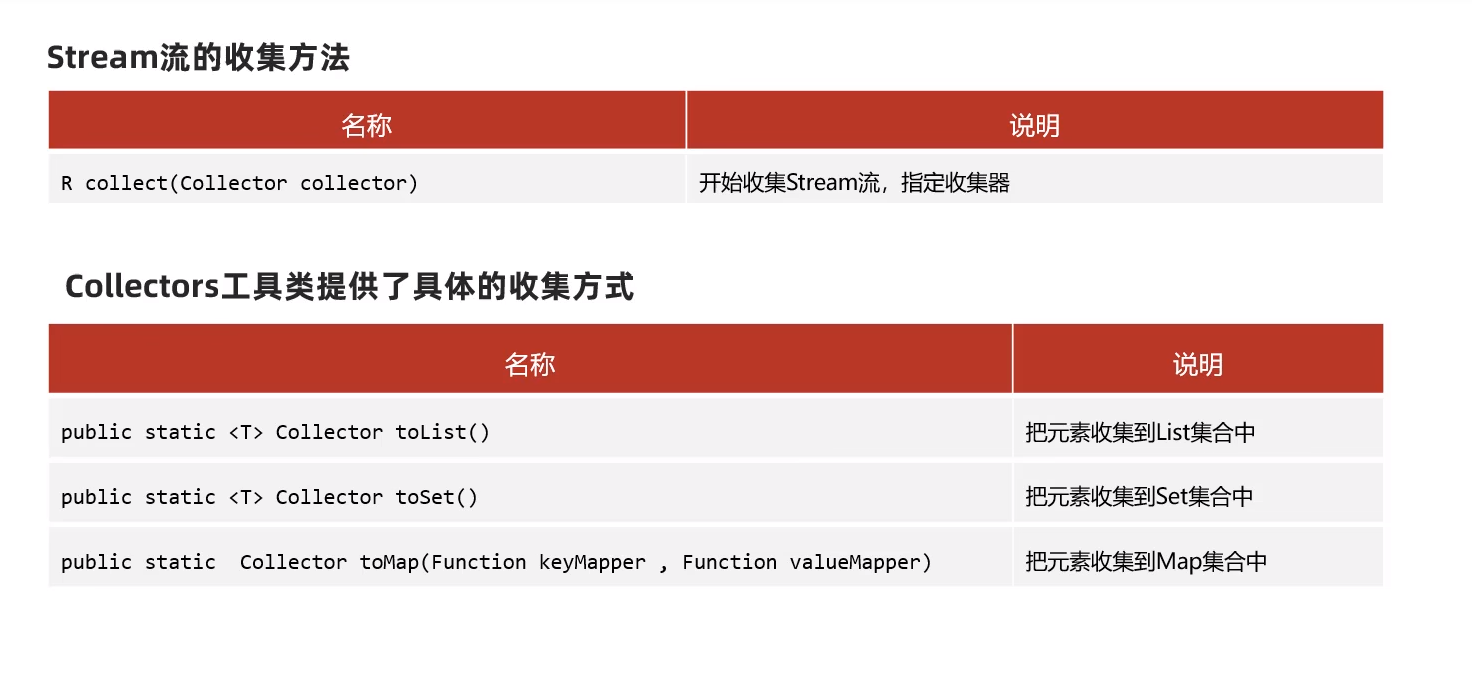 Stream流的收集方法
名称 说明
R collect(Collector collector) 开始收集Stream流，指定收集器
Collectors工具类提供了具体的收集方式
名称 说明
public static <T> Collector toList() 把元素收集到List集合中
public static <T> Collector toSet() 把元素收集到Set集合中
public static  Collector toMap(Function keyMapper , Function valueMapper) 把元素收集到Map集合中